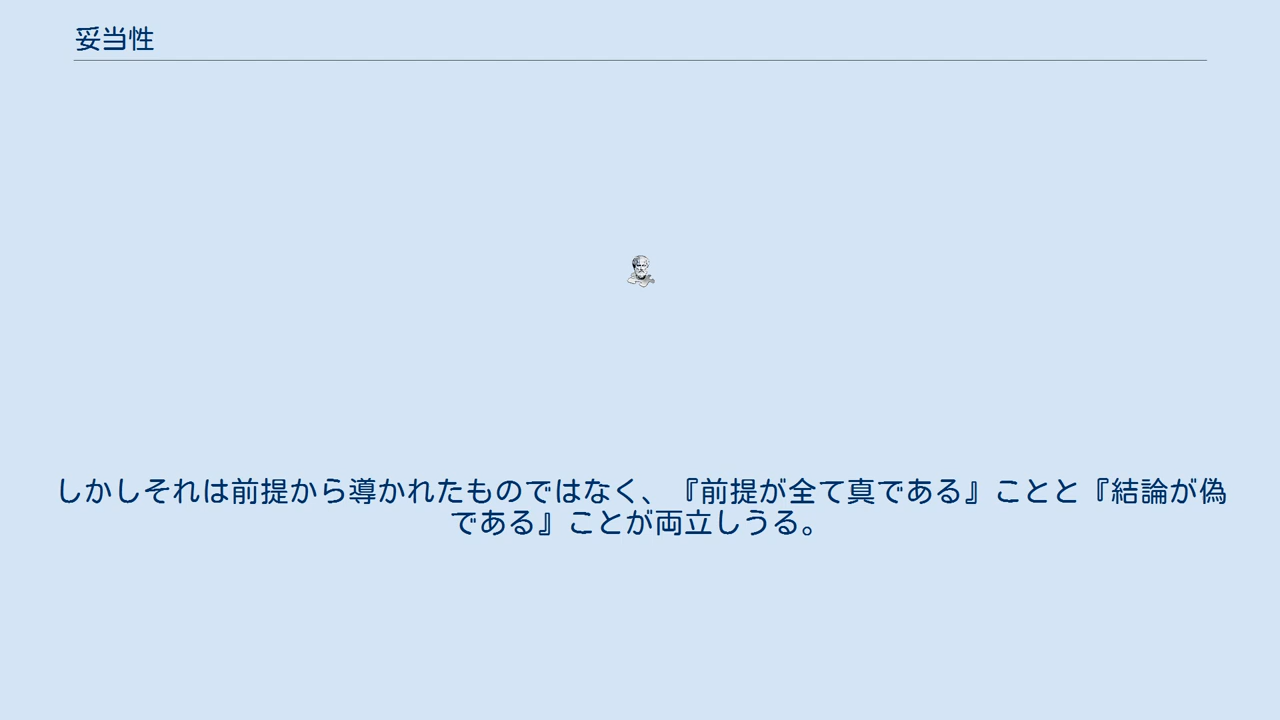 妥当性
しかしそれは前提から導かれたものではなく、『前提が全て真である』ことと『結論が偽
である』ことが両立しうる。